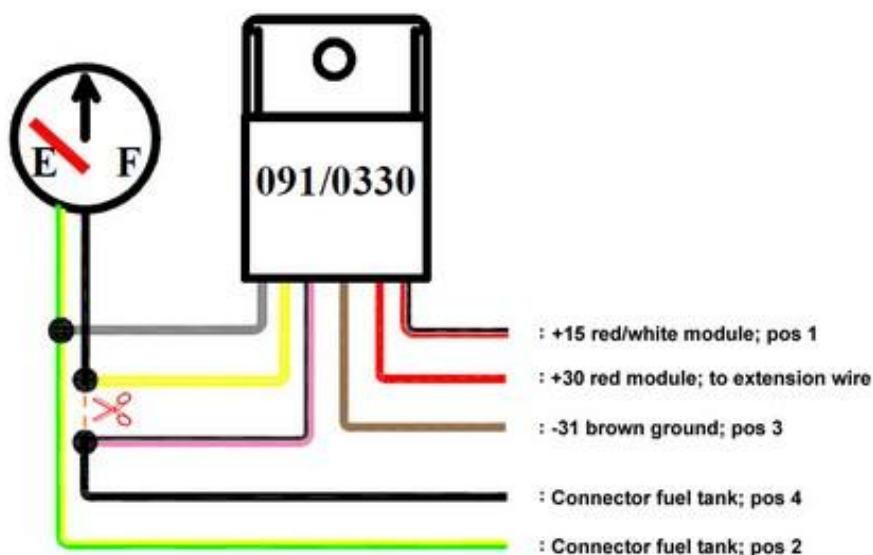 E F
091/0330
: +15 red/white module; pos 1
: +30 red module; to extension wire
: -31 brown ground; pos 3
: Connector fuel tank; pos 4
: Connector fuel tank; pos 2